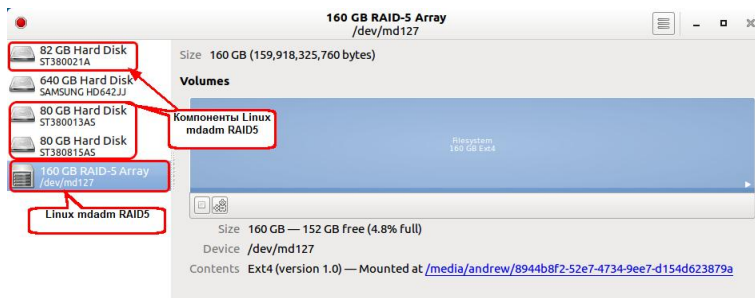 160 GB RAID-5 Array
/dev/md127
82 GB Hard Disk
ST380021A
640 GB Hard Disk
SAMSUNG HD642JJ
80 GB Hard Disk
ST380013AS
80 GB Hard Disk
ST380815AS
160 GB RAID-5 Array
/dev/md127
Компоненты Linux
mdadm RAID5
Linux mdadm RAID5
Size 160 GB (159,918,325,760 bytes)
Volumes
Filesystem
160 GB Ext4
Size 160 GB — 152 GB free (4.8% full)
Device /dev/md127
Contents Ext4 (version 1.0) — Mounted at /media/andrew/8944b8f2-52e7-4734-9ee7-d154d623879a